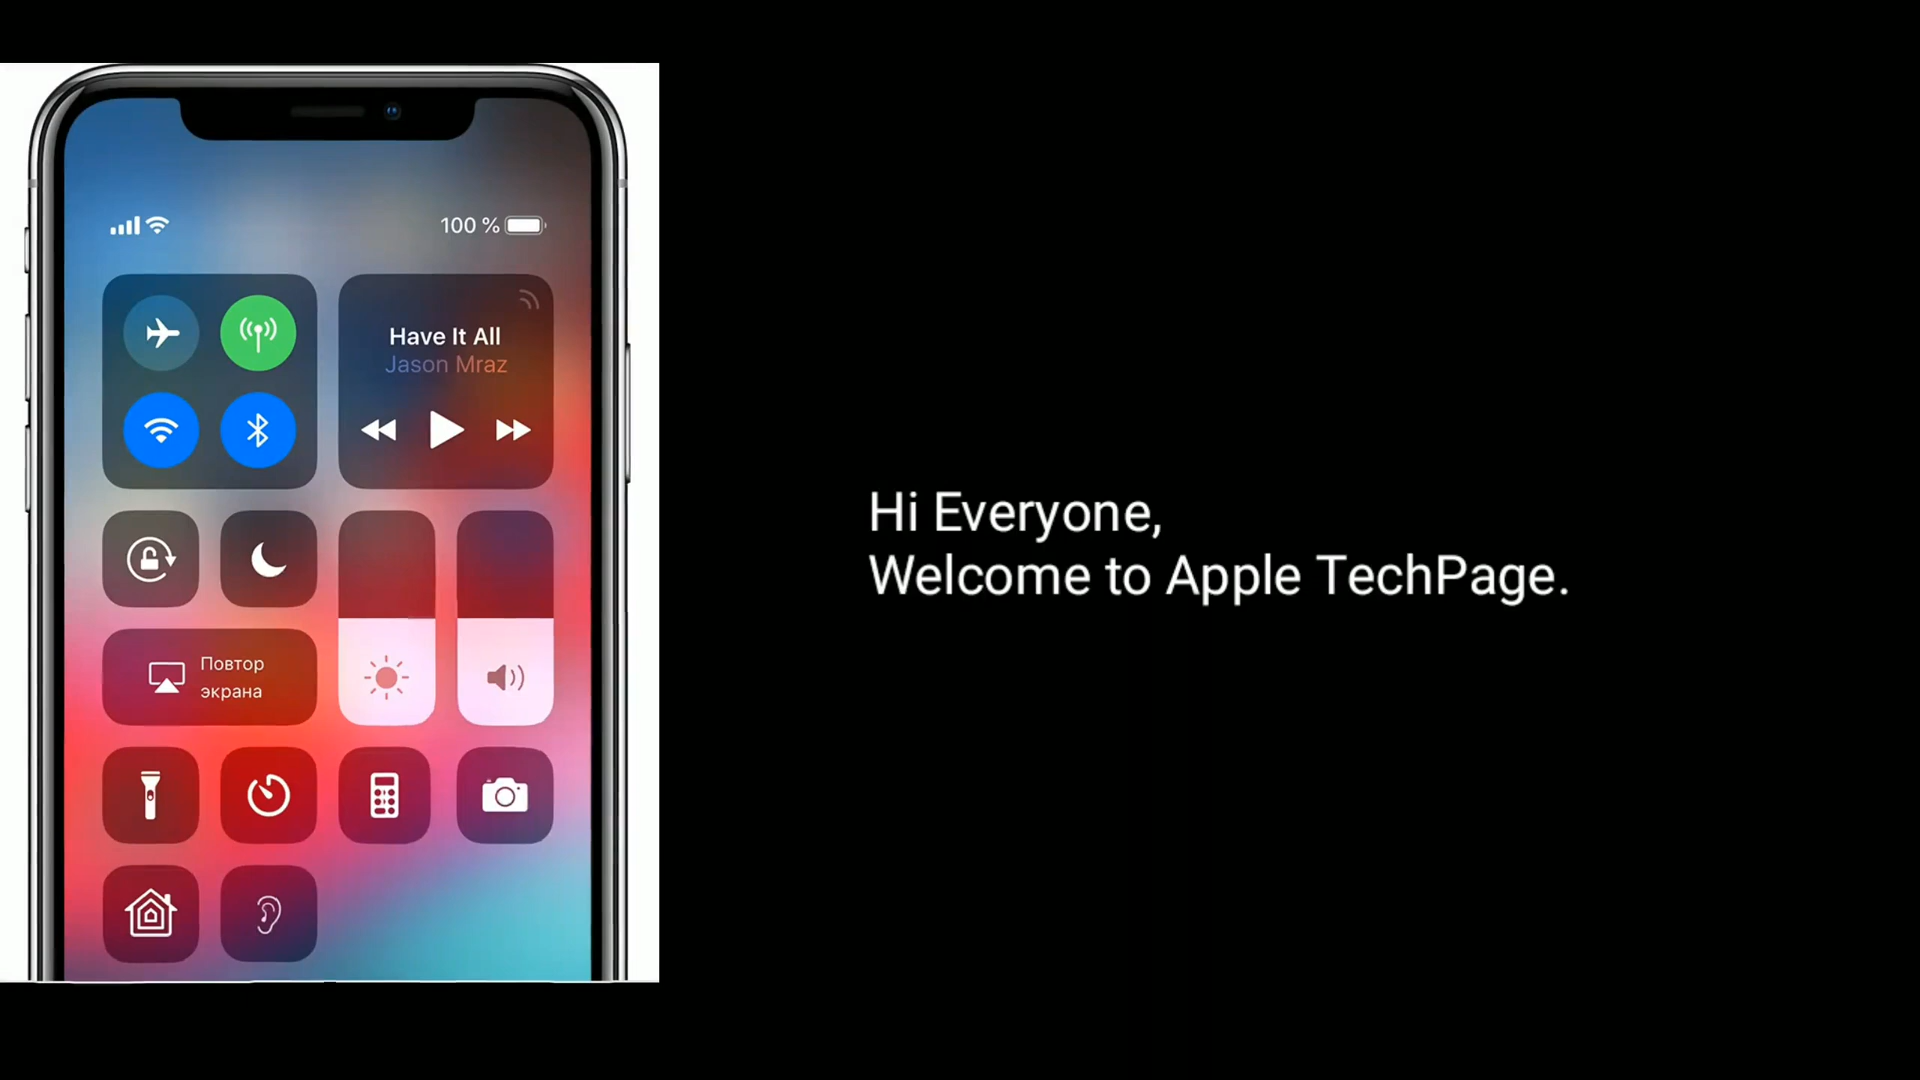 100 %
Have It All
Jason Mraz
Повтор
экрана
Hi Everyone,
Welcome to Apple TechPage.